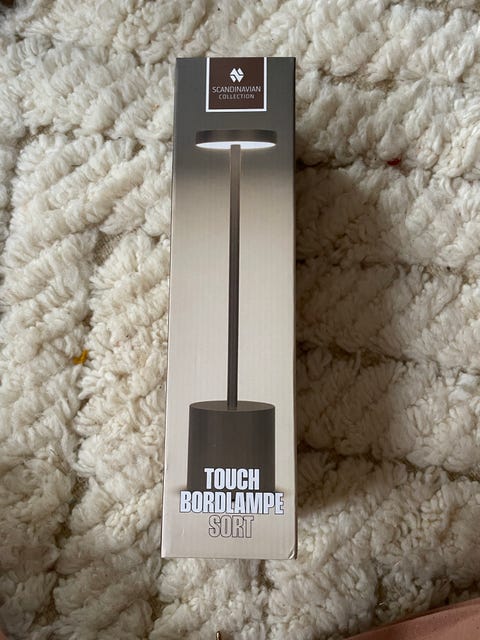 SCANDINAVIAN
COLLECTION
TOUCH
BORDLAMPE
SORT